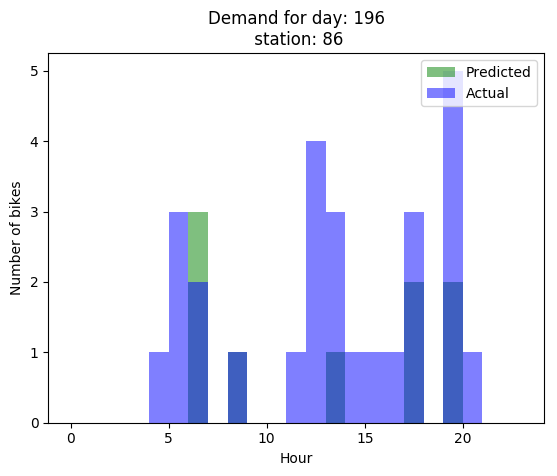 Demand for day: 196
station: 86
Predicted
Actual
5
4
3
2
1
0
Number of bikes
0 5 10 15 20
Hour